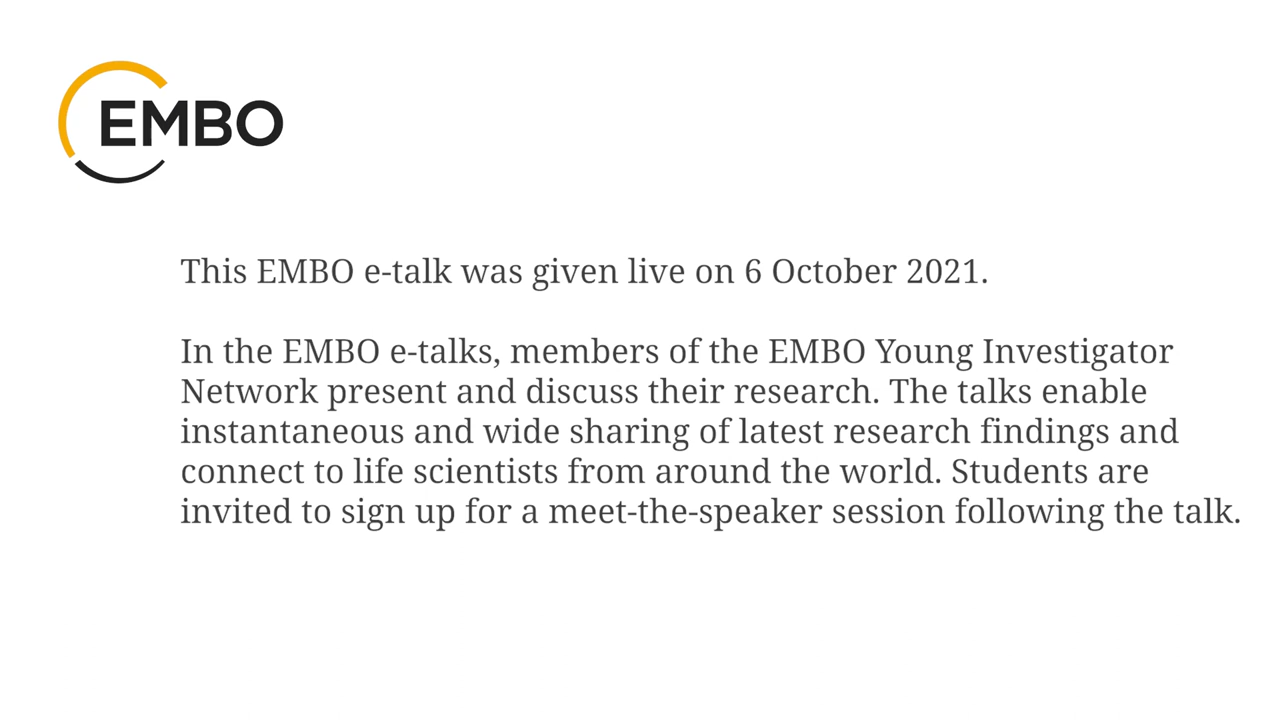 EMBO
This EMBO e-talk was given live on 6 October 2021.
In the EMBO e-talks, members of the EMBO Young Investigator
Network present and discuss their research. The talks enable
instantaneous and wide sharing of latest research findings and
connect to life scientists from around the world. Students are
invited to sign up for a meet-the-speaker session following the talk.